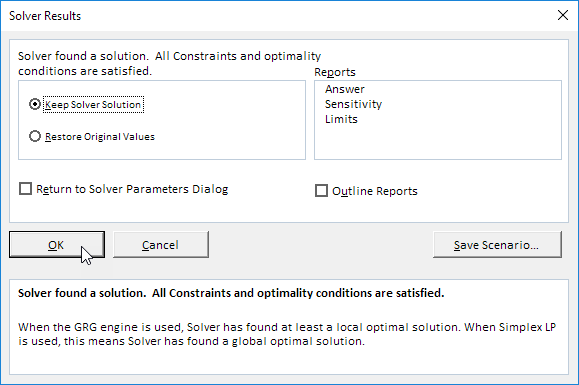 Solver Results
Solver found a solution.  All Constraints and optimality
conditions are satisfied.
Keep Solver Solution
Restore Original Values
Reports
Answer
Sensitivity
Limits
Return to Solver Parameters Dialog
Outline Reports
OK
Cancel
Save Scenario...
Solver found a solution.  All Constraints and optimality conditions are satisfied.
When the GRG engine is used, Solver has found at least a local optimal solution. When Simplex LP
is used, this means Solver has found a global optimal solution.